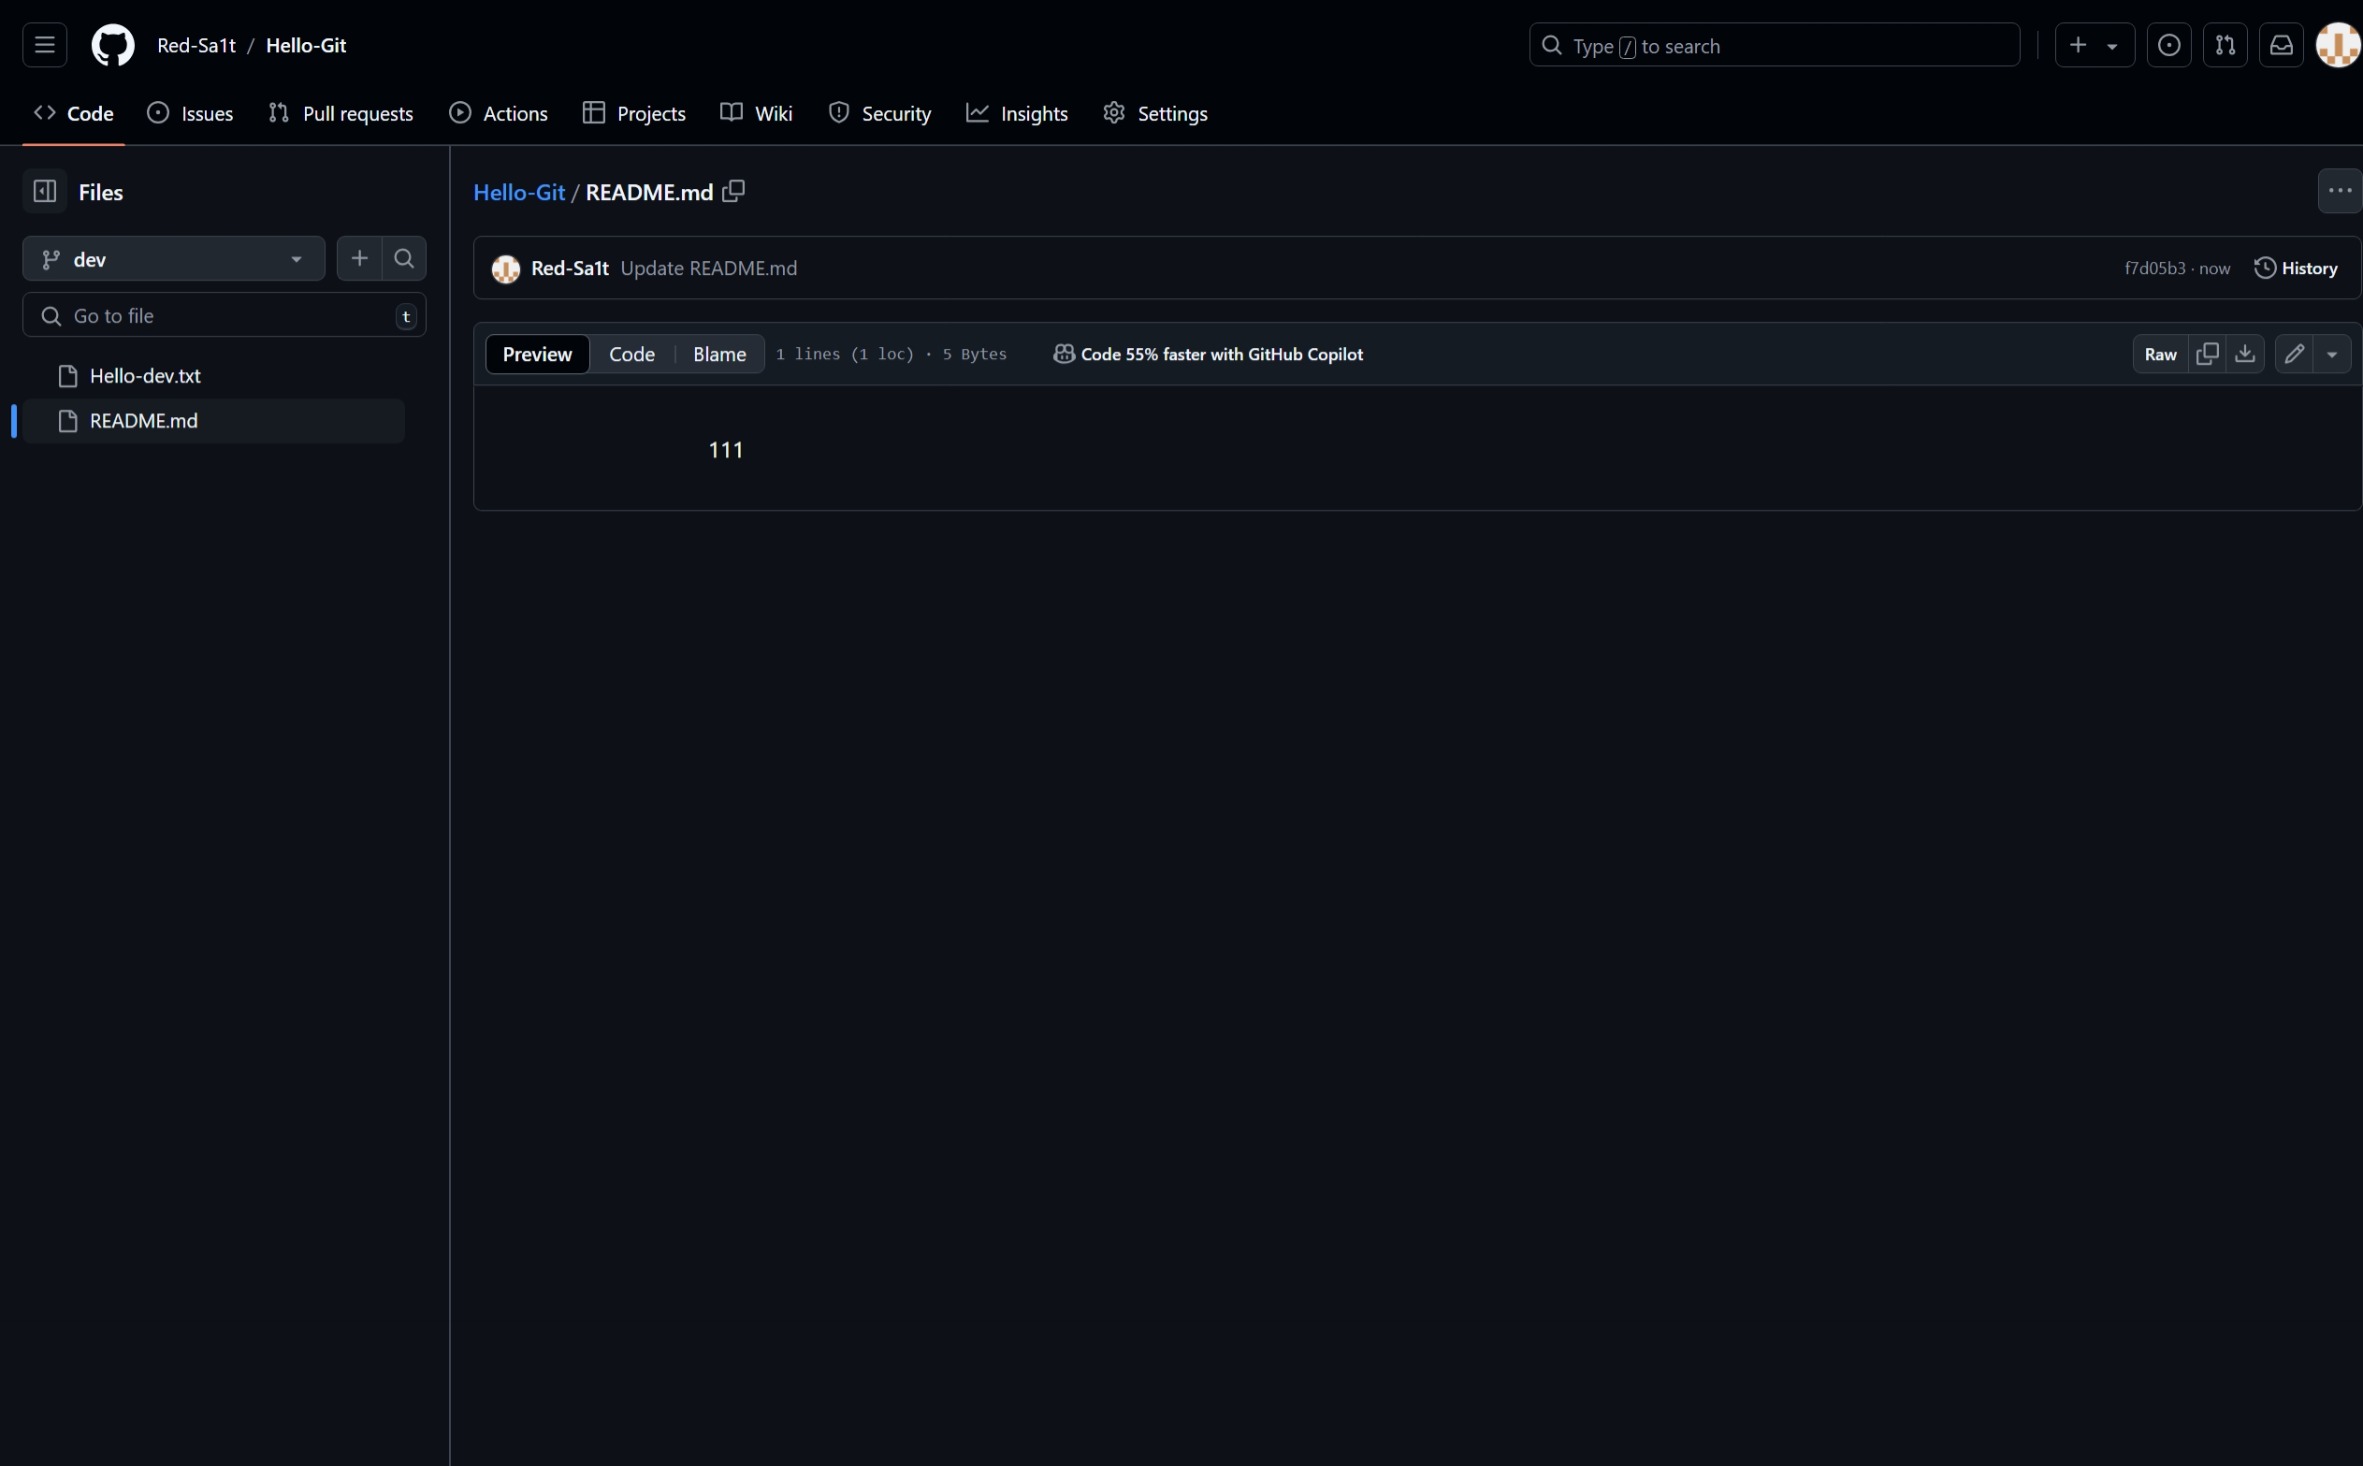 Red-Sa1t / Hello-Git
Type / to search
Code Issues Pull requests Actions Projects Wiki Security Insights Settings
Files
dev
Go to file t
Hello-dev.txt
README.md
Hello-Git / README.md
Red-Sa1t Update README.md
f7d05b3 · now History
Preview Code Blame 1 lines (1 loc) · 5 Bytes Code 55% faster with GitHub Copilot Raw
111